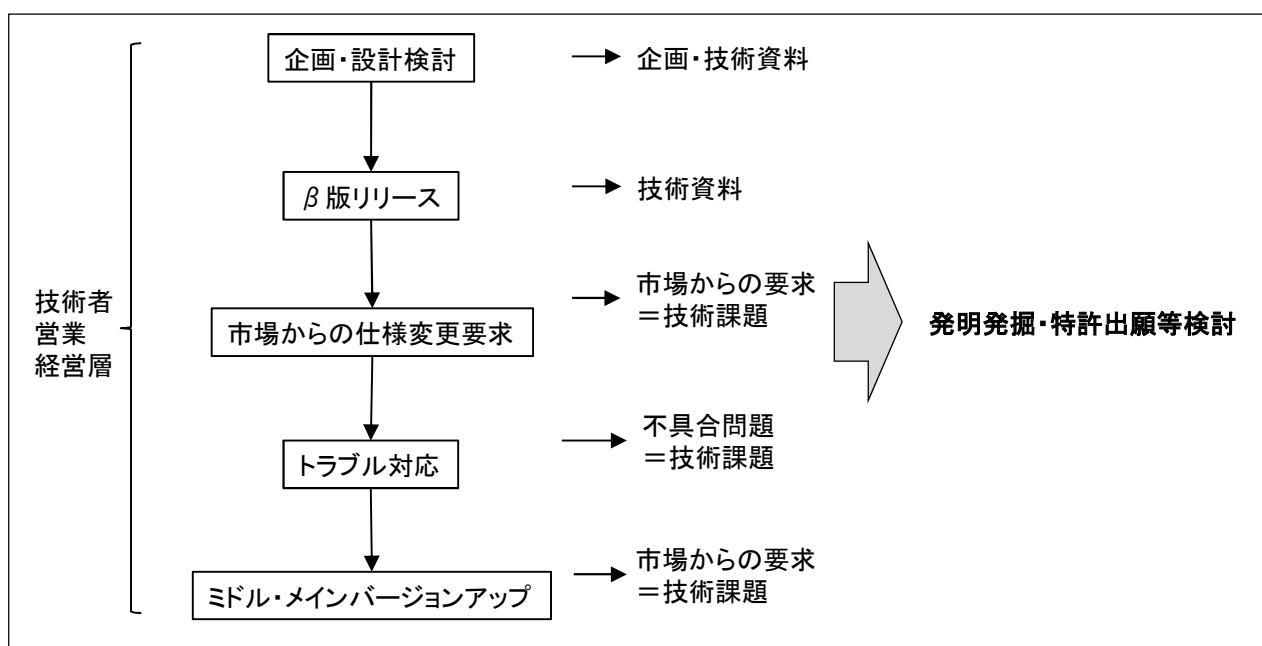 技術者
営業
経営層
企画・設計検討
企画・技術資料
β版リリース
技術資料
市場からの仕様変更要求
市場からの要求
＝技術課題
トラブル対応
不具合問題
＝技術課題
ミドル・メインバージョンアップ
市場からの要求
＝技術課題
発明発掘・特許出願等検討